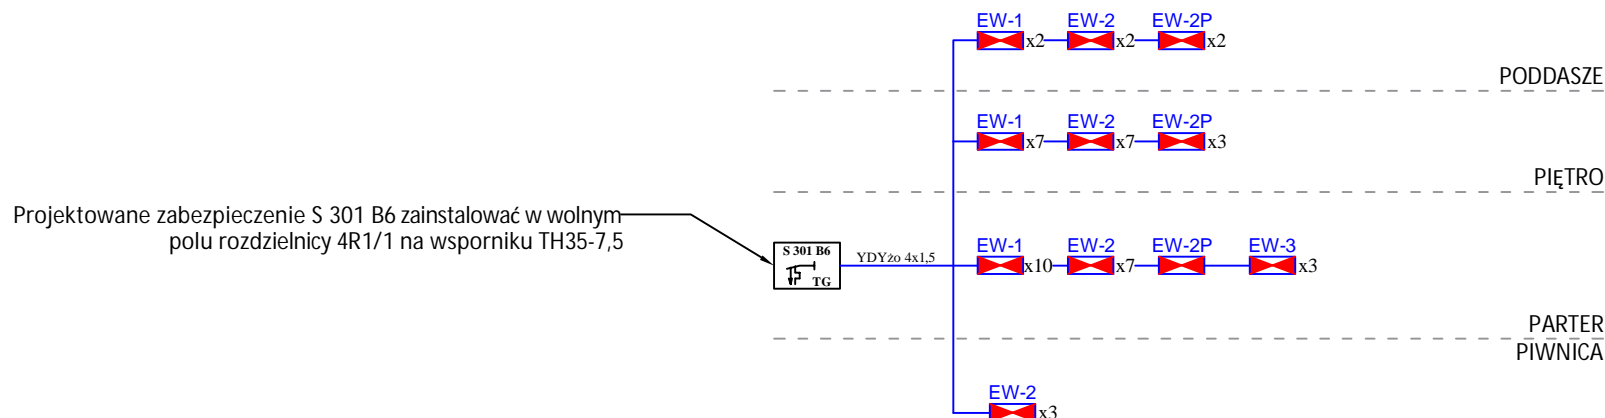 EW-1 EW-2 EW-2P
x2 x2 x2
PODDASZE
EW-1 EW-2 EW-2P
x7 x7 x3
PIĘTRO
Projektowane zabezpieczenie S 301 B6 zainstalować w wolnym
polu rozdzielnicy 4R1/1 na wsporniku TH35-7,5
S 301 B6
TG
YDYżo 4x1,5
EW-1 EW-2 EW-2P EW-3
x10 x7 x3
PARTER
PIWNICA
EW-2
x3